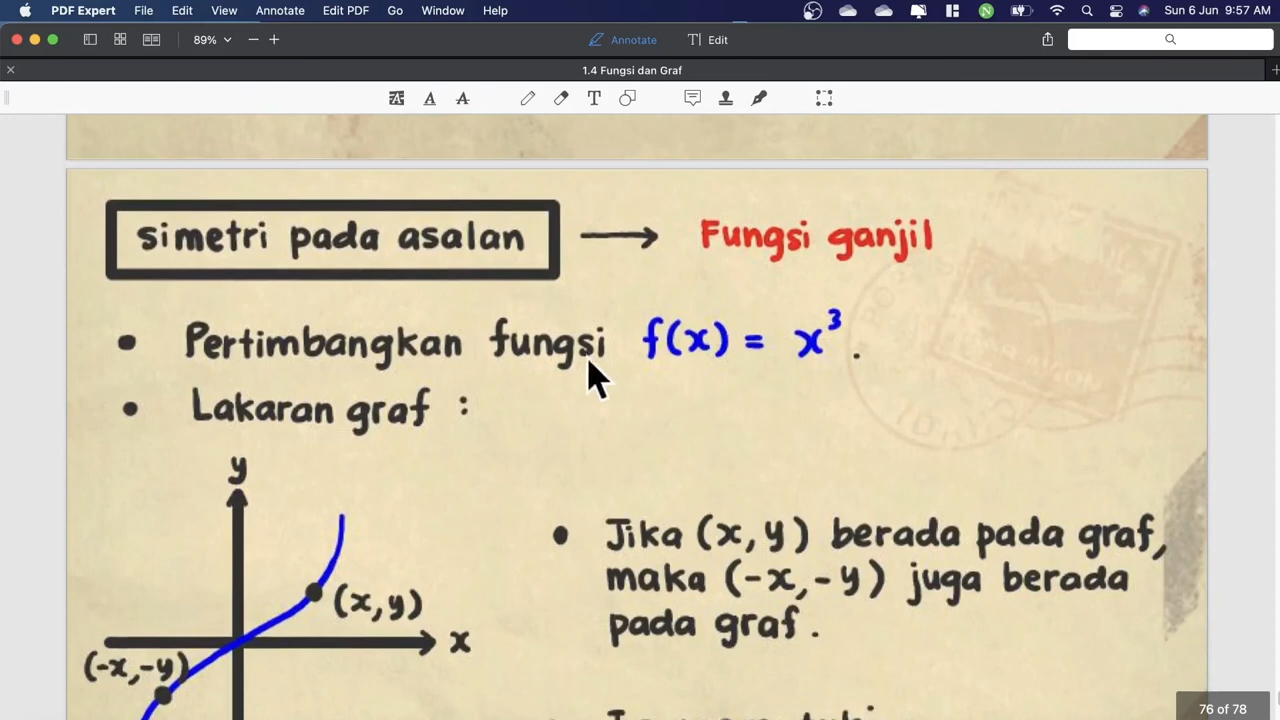 PDF Expert File Edit View Annotate Edit PDF Go Window Help Sun 6 Jun 9:57 AM
89% Annotate T Edit
1.4 Fungsi dan Graf
simetri pada asalan → Fungsi ganjil
• Pertimbangkan fungsi f(x) = x³.
• Lakaran graf :
y
• Jika (x,y) berada pada graf,
maka (-x,-y) juga berada
pada graf.
(x,y)
x
(-x,-y)
76 of 78